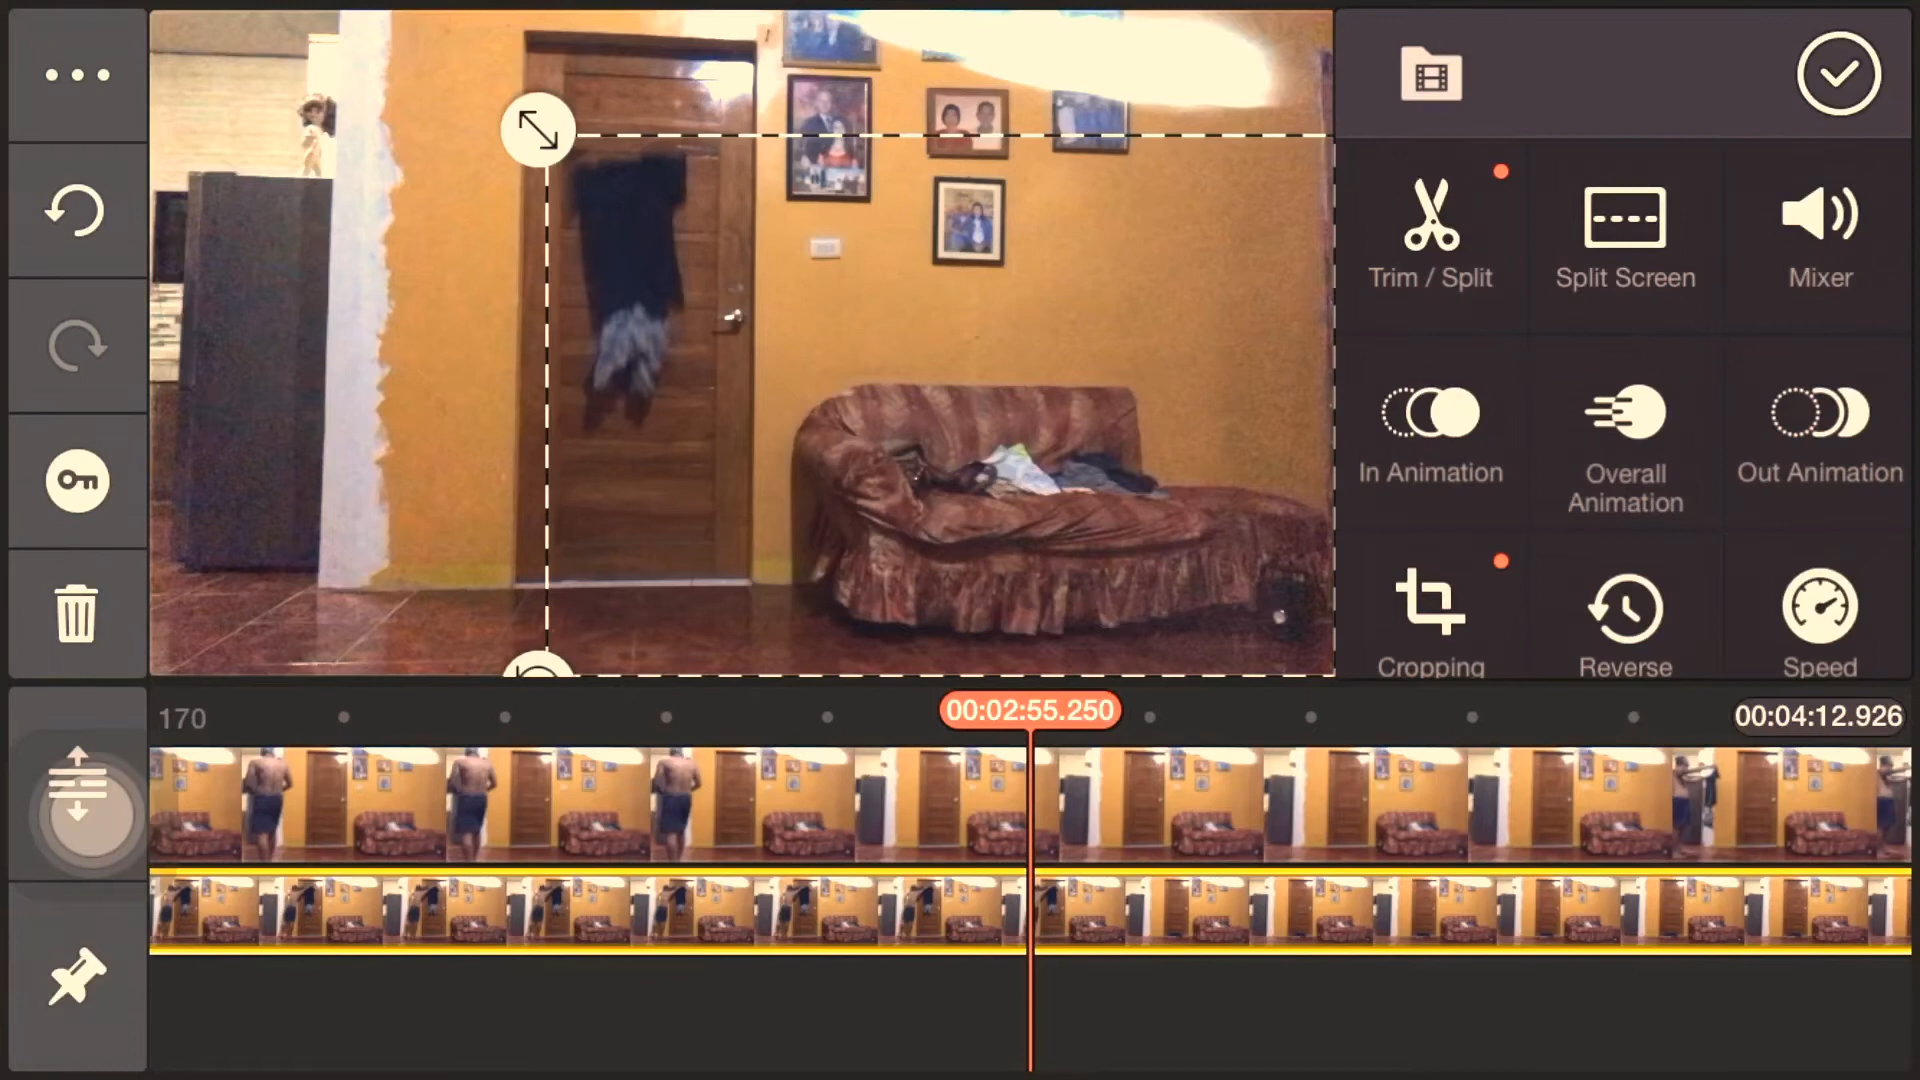 Trim / Split
Split Screen
Mixer
In Animation
Overall
Animation
Out Animation
Cropping
Reverse
Speed
170
00:02:55.250
00:04:12.926